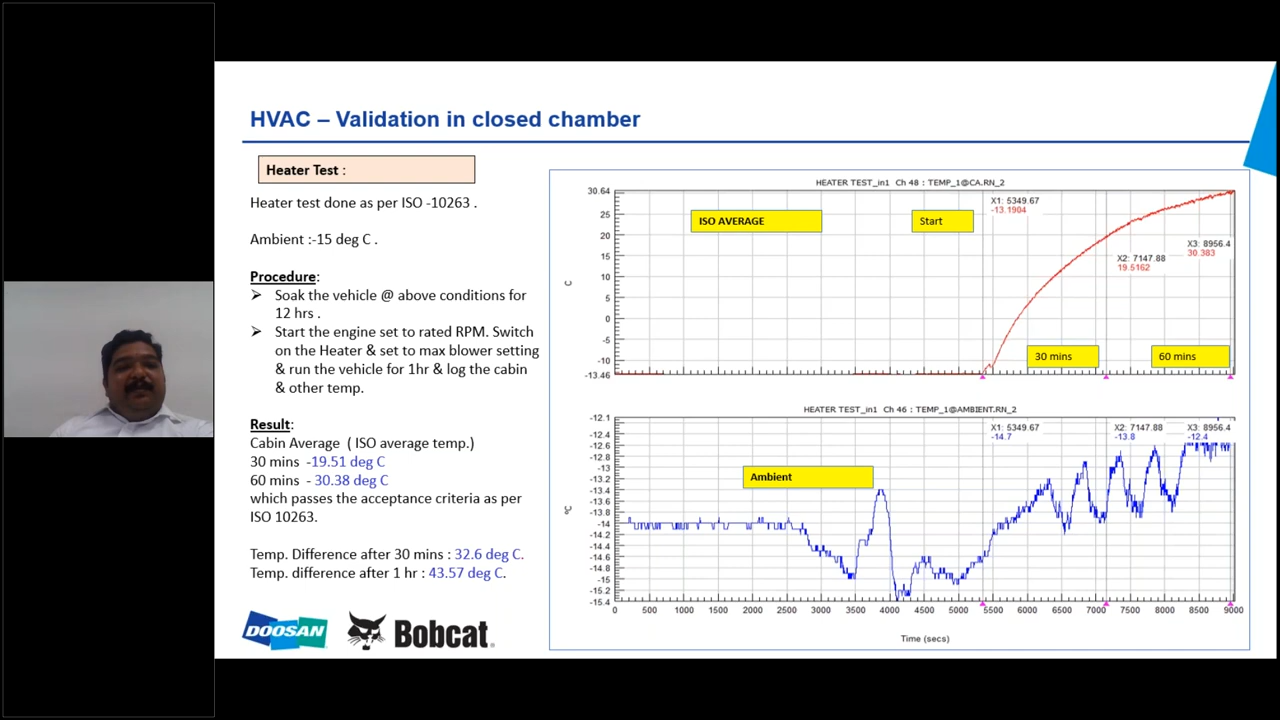 HVAC – Validation in closed chamber
Heater Test :
Heater test done as per ISO -10263 .
Ambient :-15 deg C .
Procedure:
➢ Soak the vehicle @ above conditions for
12 hrs .
➢ Start the engine set to rated RPM. Switch
on the Heater & set to max blower setting
& run the vehicle for 1hr & log the cabin
& other temp.
Result:
Cabin Average ( ISO average temp.)
30 mins -19.51 deg C
60 mins - 30.38 deg C
which passes the acceptance criteria as per
ISO 10263.
Temp. Difference after 30 mins : 32.6 deg C.
Temp. difference after 1 hr : 43.57 deg C.
DOOSAN
Bobcat
HEATER TEST_in1 Ch 48 : TEMP_1@CA.RN_2
30.64
25
20
15
10
5
0
-5
-10
-13.46
C
ISO AVERAGE
Start
X1: 5349.67
-13.1904
X2: 7147.88
19.5162
X3: 8956.4
30.383
30 mins
60 mins
HEATER TEST_in1 Ch 46 : TEMP_1@AMBIENT.RN_2
-12.1
-12.4
-12.6
-12.8
-13
-13.2
-13.4
-13.6
-13.8
-14
-14.2
-14.4
-14.6
-14.8
-15
-15.2
-15.4
ºC
Ambient
X1: 5349.67
-14.7
X2: 7147.88
-13.8
X3: 8956.4
-12.4
0 500 1000 1500 2000 2500 3000 3500 4000 4500 5000 5500 6000 6500 7000 7500 8000 8500 9000
Time (secs)